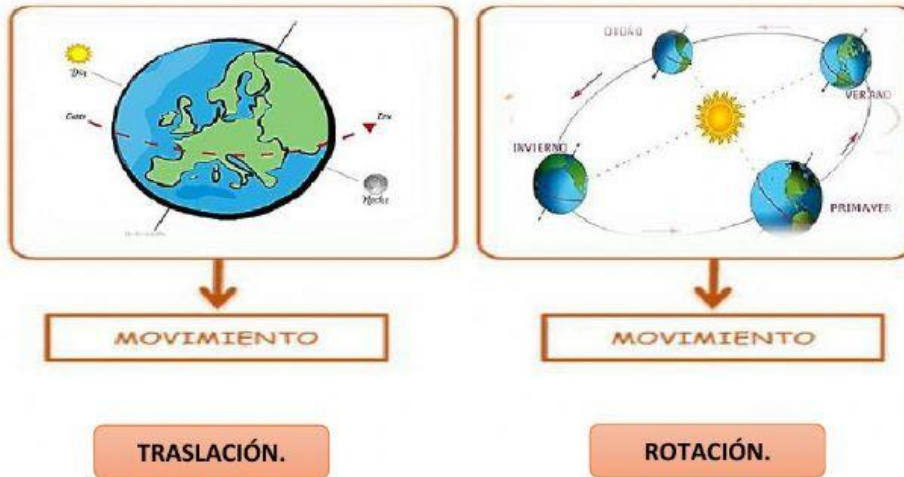 Día
Este
Noche
OTOÑO
VERANO
INVIERNO
PRIMAVER
MOVIMIENTO
MOVIMIENTO
TRASLACIÓN.
ROTACIÓN.